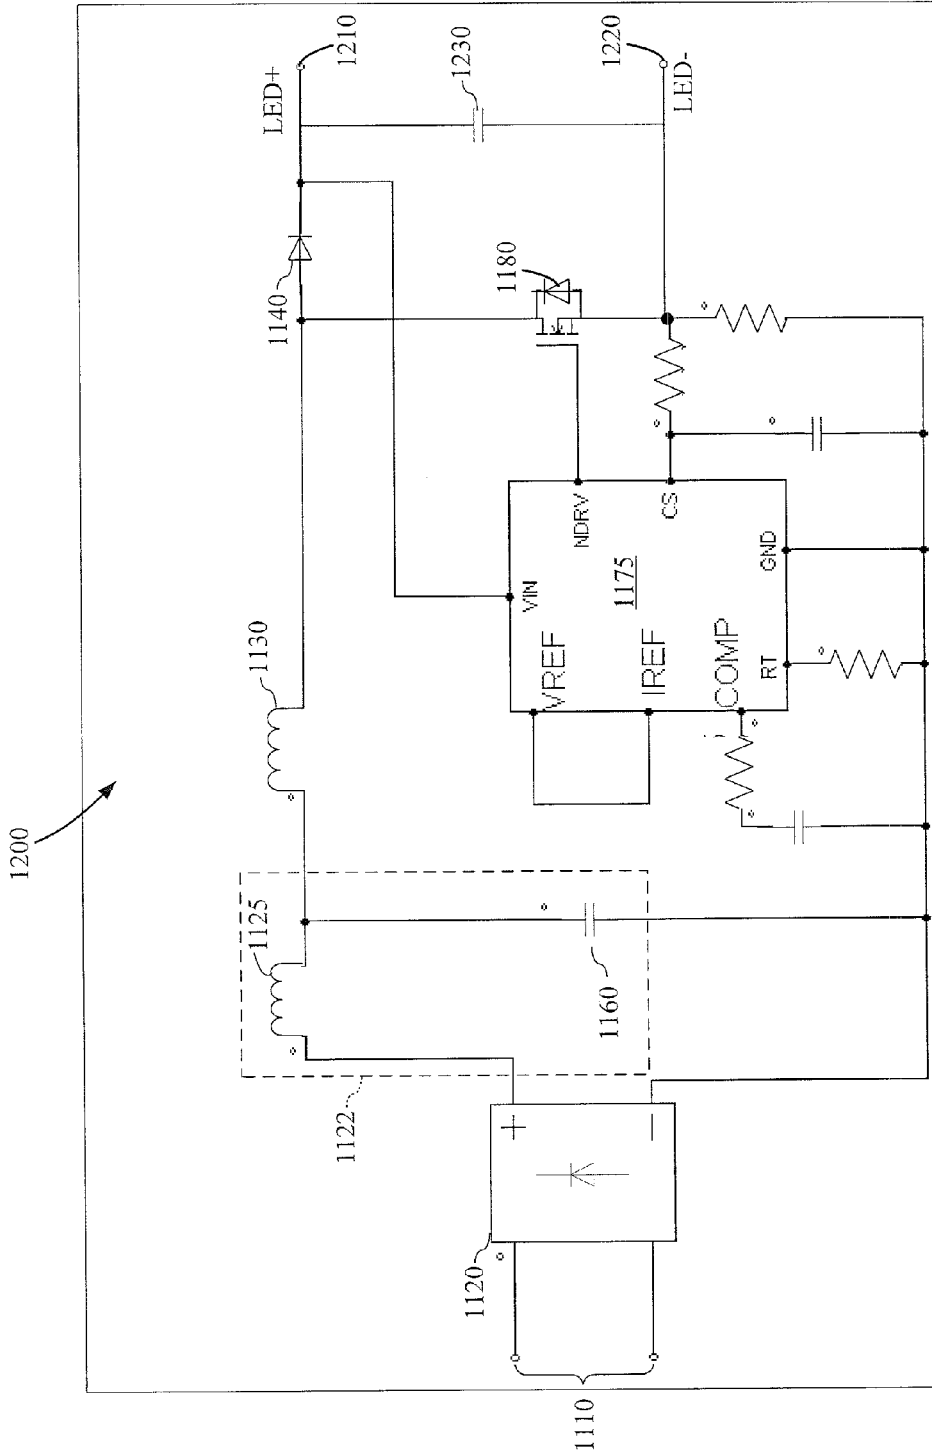 1200
LED+
1210
1230
1220
LED-
1140
1180
1130
1125
1122
1160
1120
1110
VIN
NDRV
VREF
1175
CS
IREF
COMP
RT
GND
+
−